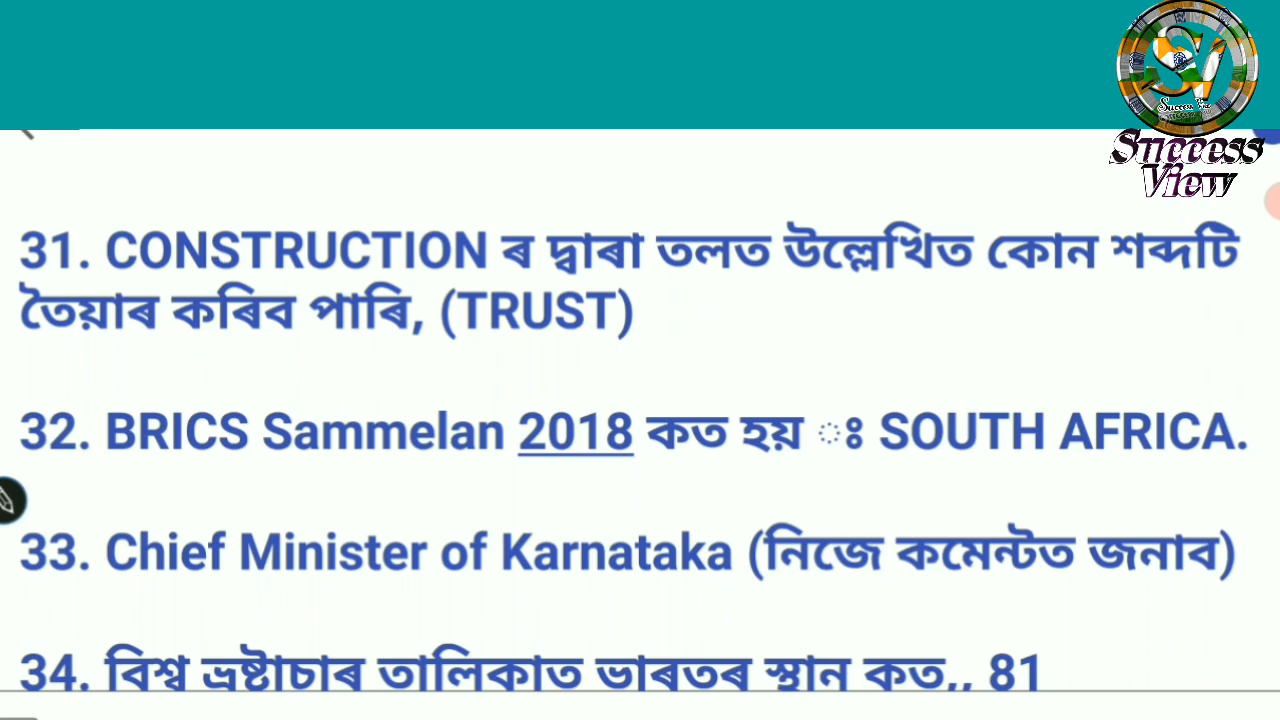 Success
View
31. CONSTRUCTION ৰ দ্বাৰা তলত উল্লেখিত কোন শব্দটি
তৈয়াৰ কৰিব পাৰি, (TRUST)
32. BRICS Sammelan 2018 কত হয় ঃ SOUTH AFRICA.
33. Chief Minister of Karnataka (নিজে কমেন্টত জনাব)
34. বিশ্ব ভ্ৰষ্টাচাৰ তালিকাত ভাৰতৰ স্থান কত,, 81